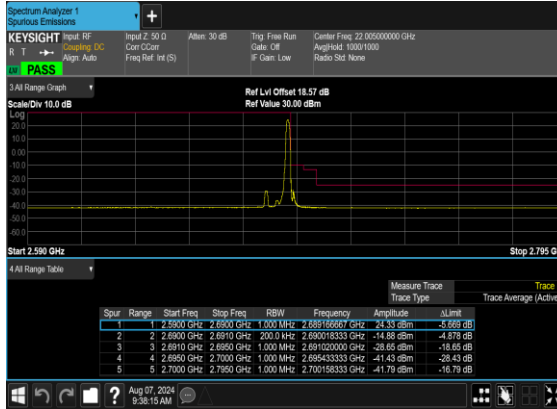 Spectrum Analyzer 1
Spurious Emissions
+
KEYSIGHT Input: RF Input Z: 50 Ω Atten: 30 dB Trig: Free Run Center Freq: 22.005000000 GHz
R T Coupling: DC Corr CCorr Gate: Off Avg|Hold: 1000/1000
Align: Auto Freq Ref: Int (S) IF Gain: Low Radio Std: None
PASS
3 All Range Graph Ref Lvl Offset 18.57 dB
Scale/Div 10.0 dB Ref Value 30.00 dBm
Log
20.0
10.0
0.00
-10.0
-20.0
-30.0
-40.0
-50.0
-60.0
Start 2.590 GHz Stop 2.795 G
4 All Range Table
Measure Trace Trace
Trace Type Trace Average (Active
Spur Range Start Freq Stop Freq RBW Frequency Amplitude ΔLimit
1 1 2.5900 GHz 2.6900 GHz 1.000 MHz 2.689166667 GHz 24.33 dBm -5.669 dB
2 2 2.6900 GHz 2.6910 GHz 200.0 kHz 2.690018333 GHz -14.88 dBm -4.878 dB
3 3 2.6910 GHz 2.6950 GHz 1.000 MHz 2.691020000 GHz -28.65 dBm -18.65 dB
4 4 2.6950 GHz 2.7000 GHz 1.000 MHz 2.695433333 GHz -41.43 dBm -28.43 dB
5 5 2.7000 GHz 2.7950 GHz 1.000 MHz 2.700158333 GHz -41.79 dBm -16.79 dB
? Aug 07, 2024
9:38:15 AM